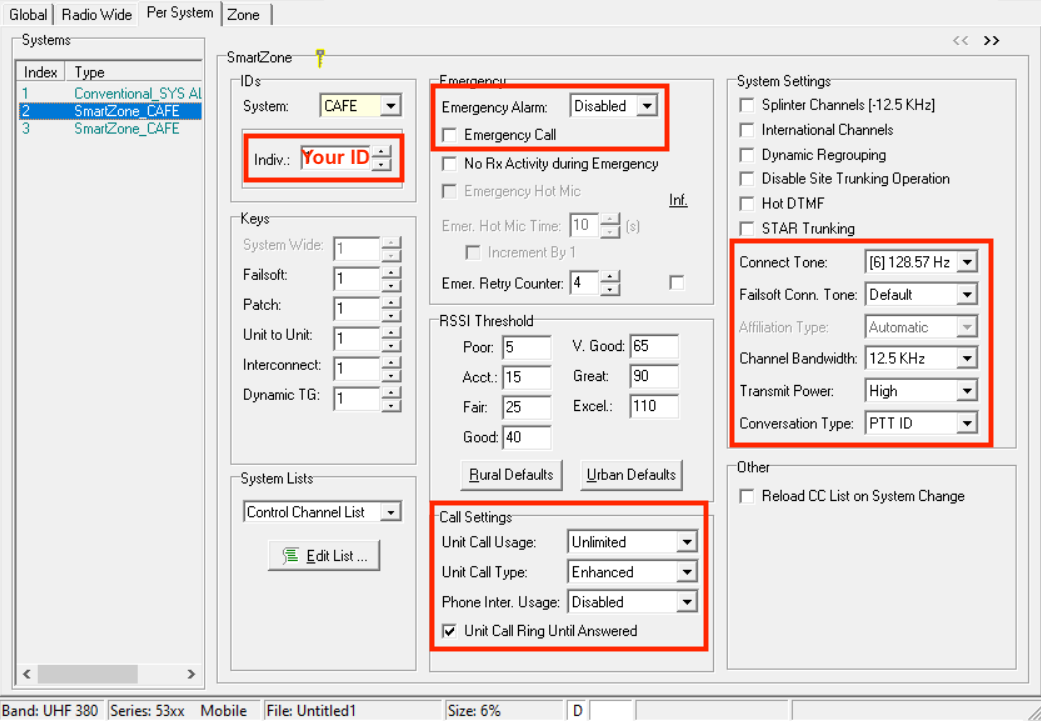 Global Radio Wide Per System Zone
Systems
<< >>
Index Type
1 Conventional_SYS Al
2 SmartZone_CAFE
3 SmartZone_CAFE
SmartZone
IDs
System: CAFE
Indiv.: Your ID
Keys
System Wide: 1
Failsoft: 1
Patch: 1
Unit to Unit: 1
Interconnect: 1
Dynamic TG: 1
System Lists
Control Channel List
Edit List ...
Emergency
Emergency Alarm: Disabled
Emergency Call
No Rx Activity during Emergency
Emergency Hot Mic
Inf.
Emer. Hot Mic Time: 10 (s)
Increment By 1
Emer. Retry Counter: 4
RSSI Threshold
Poor: 5 V. Good: 65
Acct.: 15 Great: 90
Fair: 25 Excel.: 110
Good: 40
Rural Defaults Urban Defaults
Call Settings
Unit Call Usage: Unlimited
Unit Call Type: Enhanced
Phone Inter. Usage: Disabled
Unit Call Ring Until Answered
System Settings
Splinter Channels [-12.5 KHz]
International Channels
Dynamic Regrouping
Disable Site Trunking Operation
Hot DTMF
STAR Trunking
Connect Tone: [6] 128.57 Hz
Failsoft Conn. Tone: Default
Affiliation Type: Automatic
Channel Bandwidth: 12.5 KHz
Transmit Power: High
Conversation Type: PTT ID
Other
Reload CC List on System Change
Band: UHF 380 Series: 53xx Mobile File: Untitled1 Size: 6% D